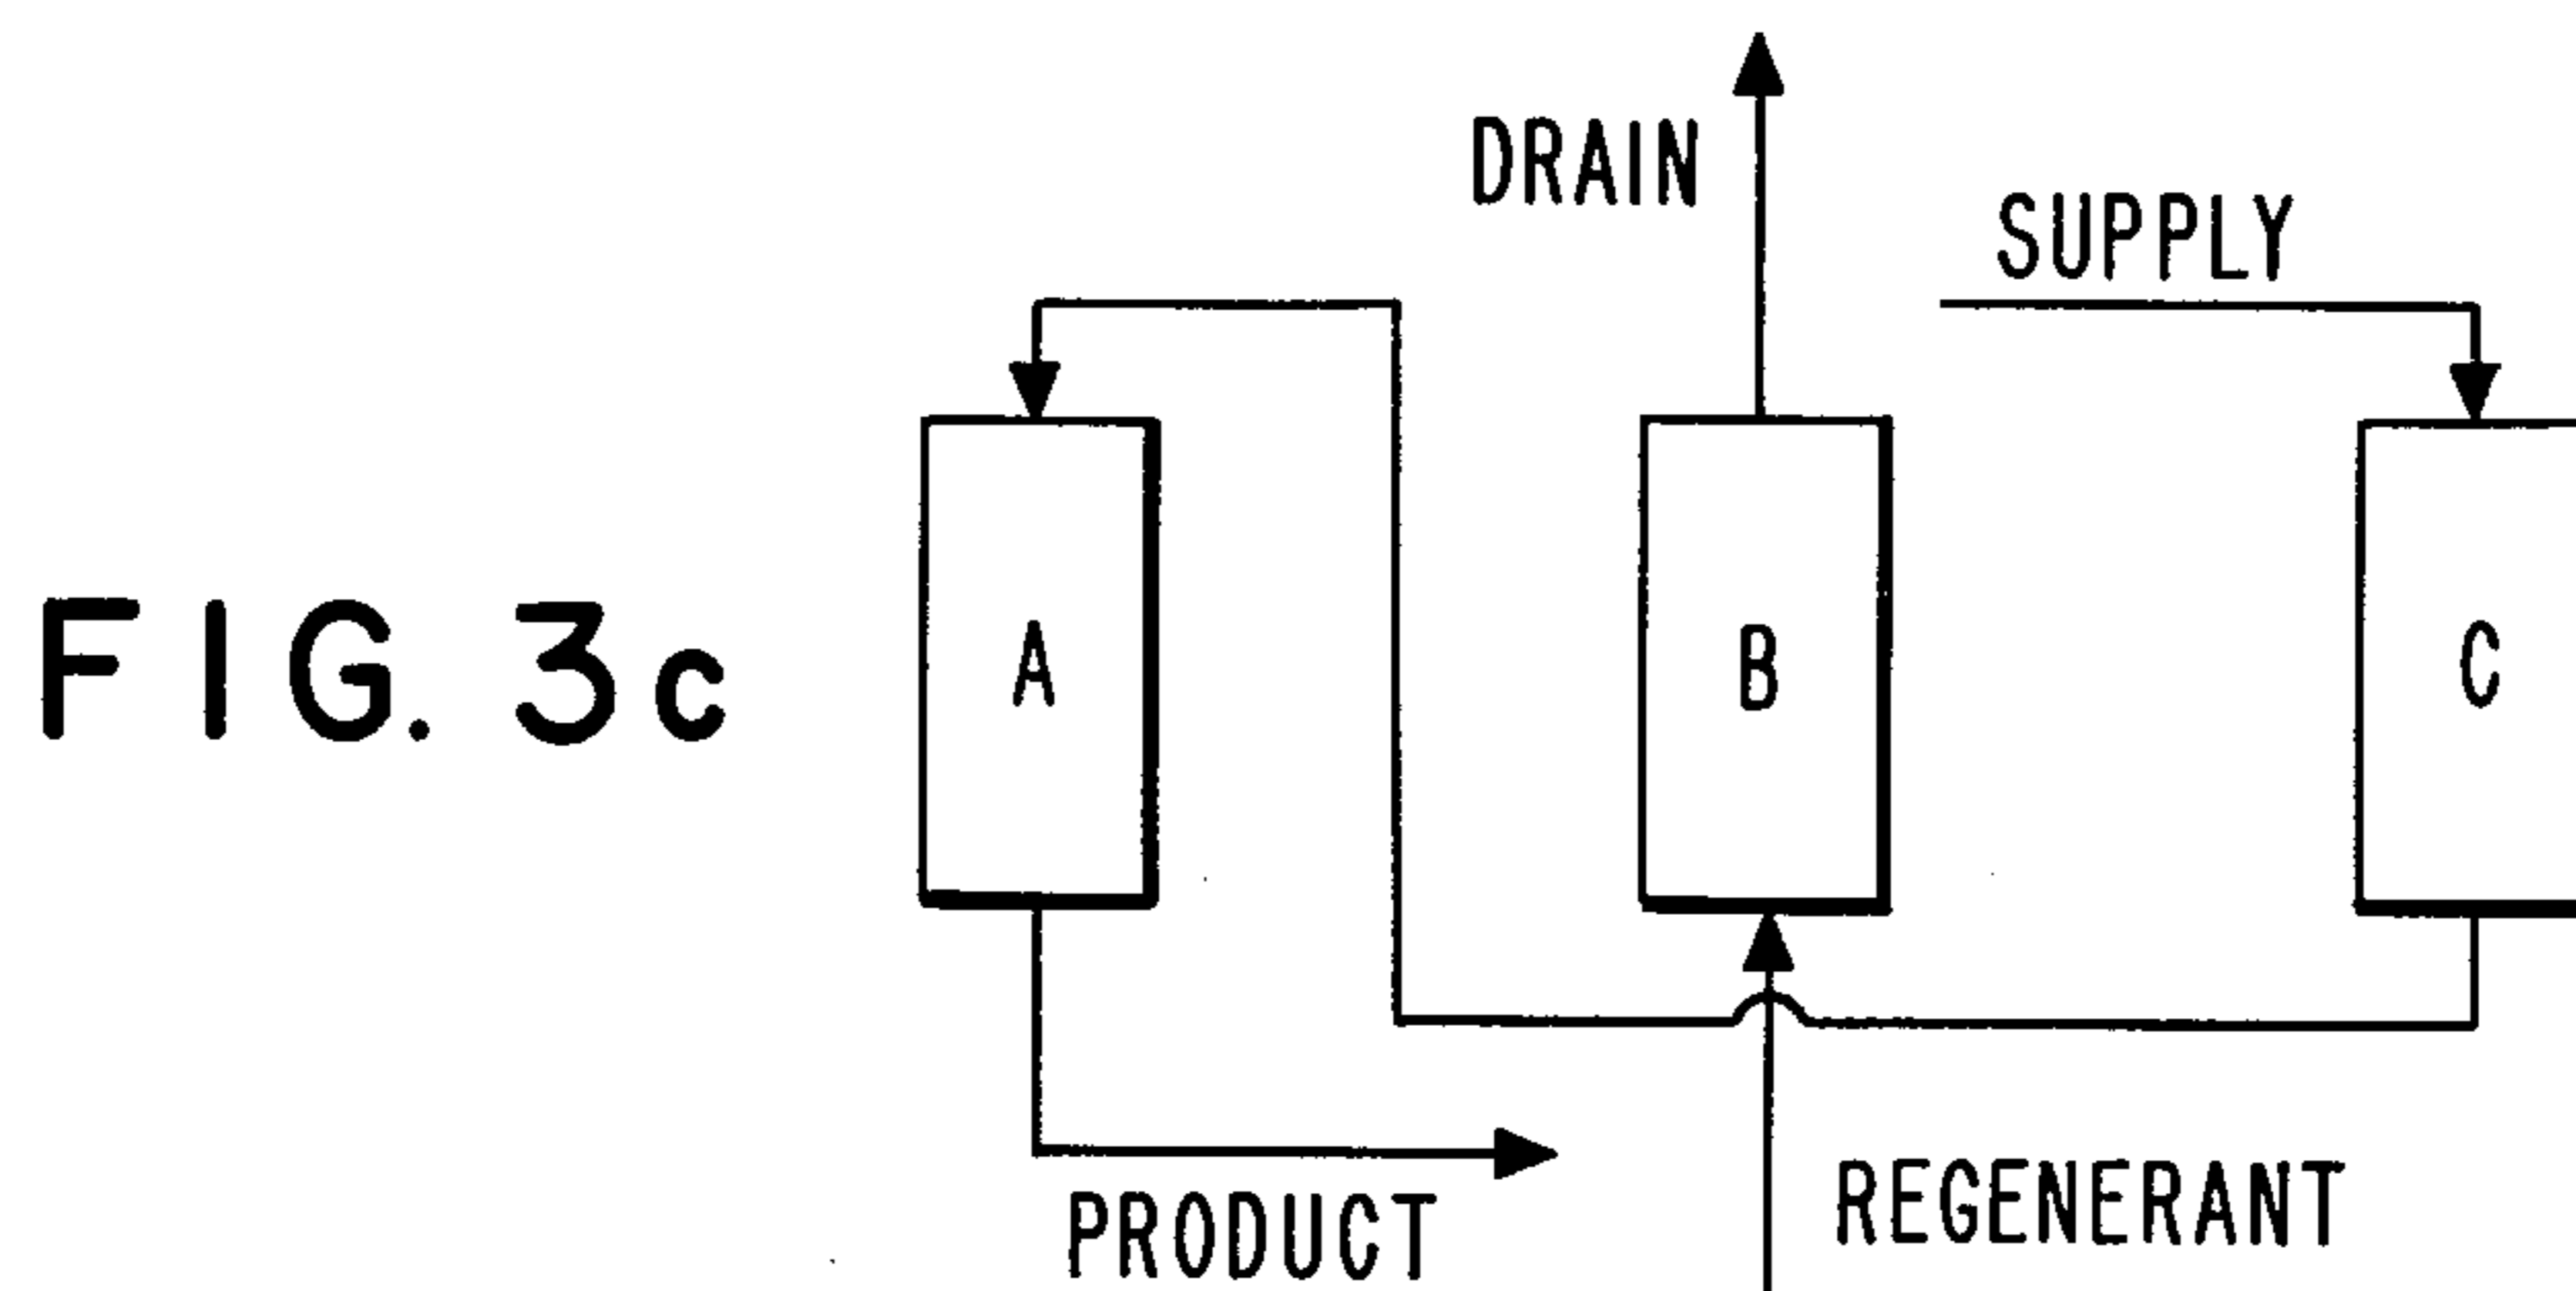 DRAIN
SUPPLY
FIG. 3c
A
B
C
PRODUCT
REGENERANT